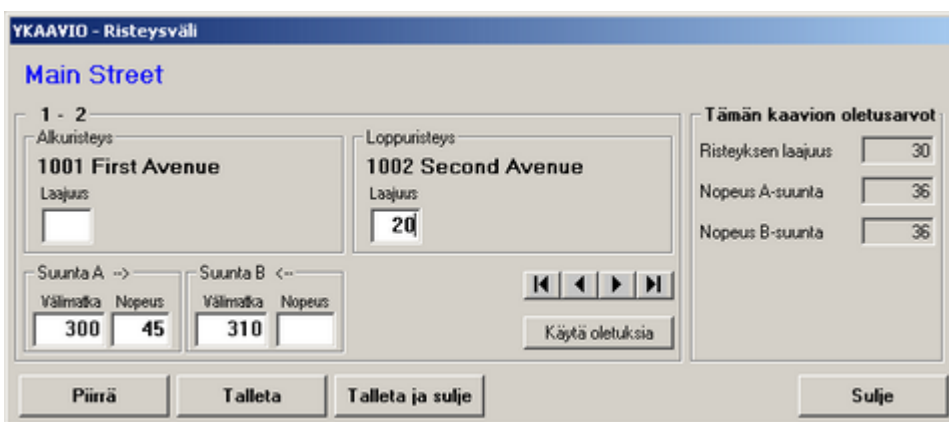 YKAAVIO - Risteysväli
Main Street
1 - 2
Alkuristeys
1001 First Avenue
Laajuus
Loppuristeys
1002 Second Avenue
Laajuus
20
Suunta A -->
Välimatka Nopeus
300 45
Suunta B <--
Välimatka Nopeus
310
Käytä oletuksia
Tämän kaavion oletusarvot
Risteyksen laajuus 30
Nopeus A-suunta 36
Nopeus B-suunta 36
Piirrä Talleta Talleta ja sulje Sulje